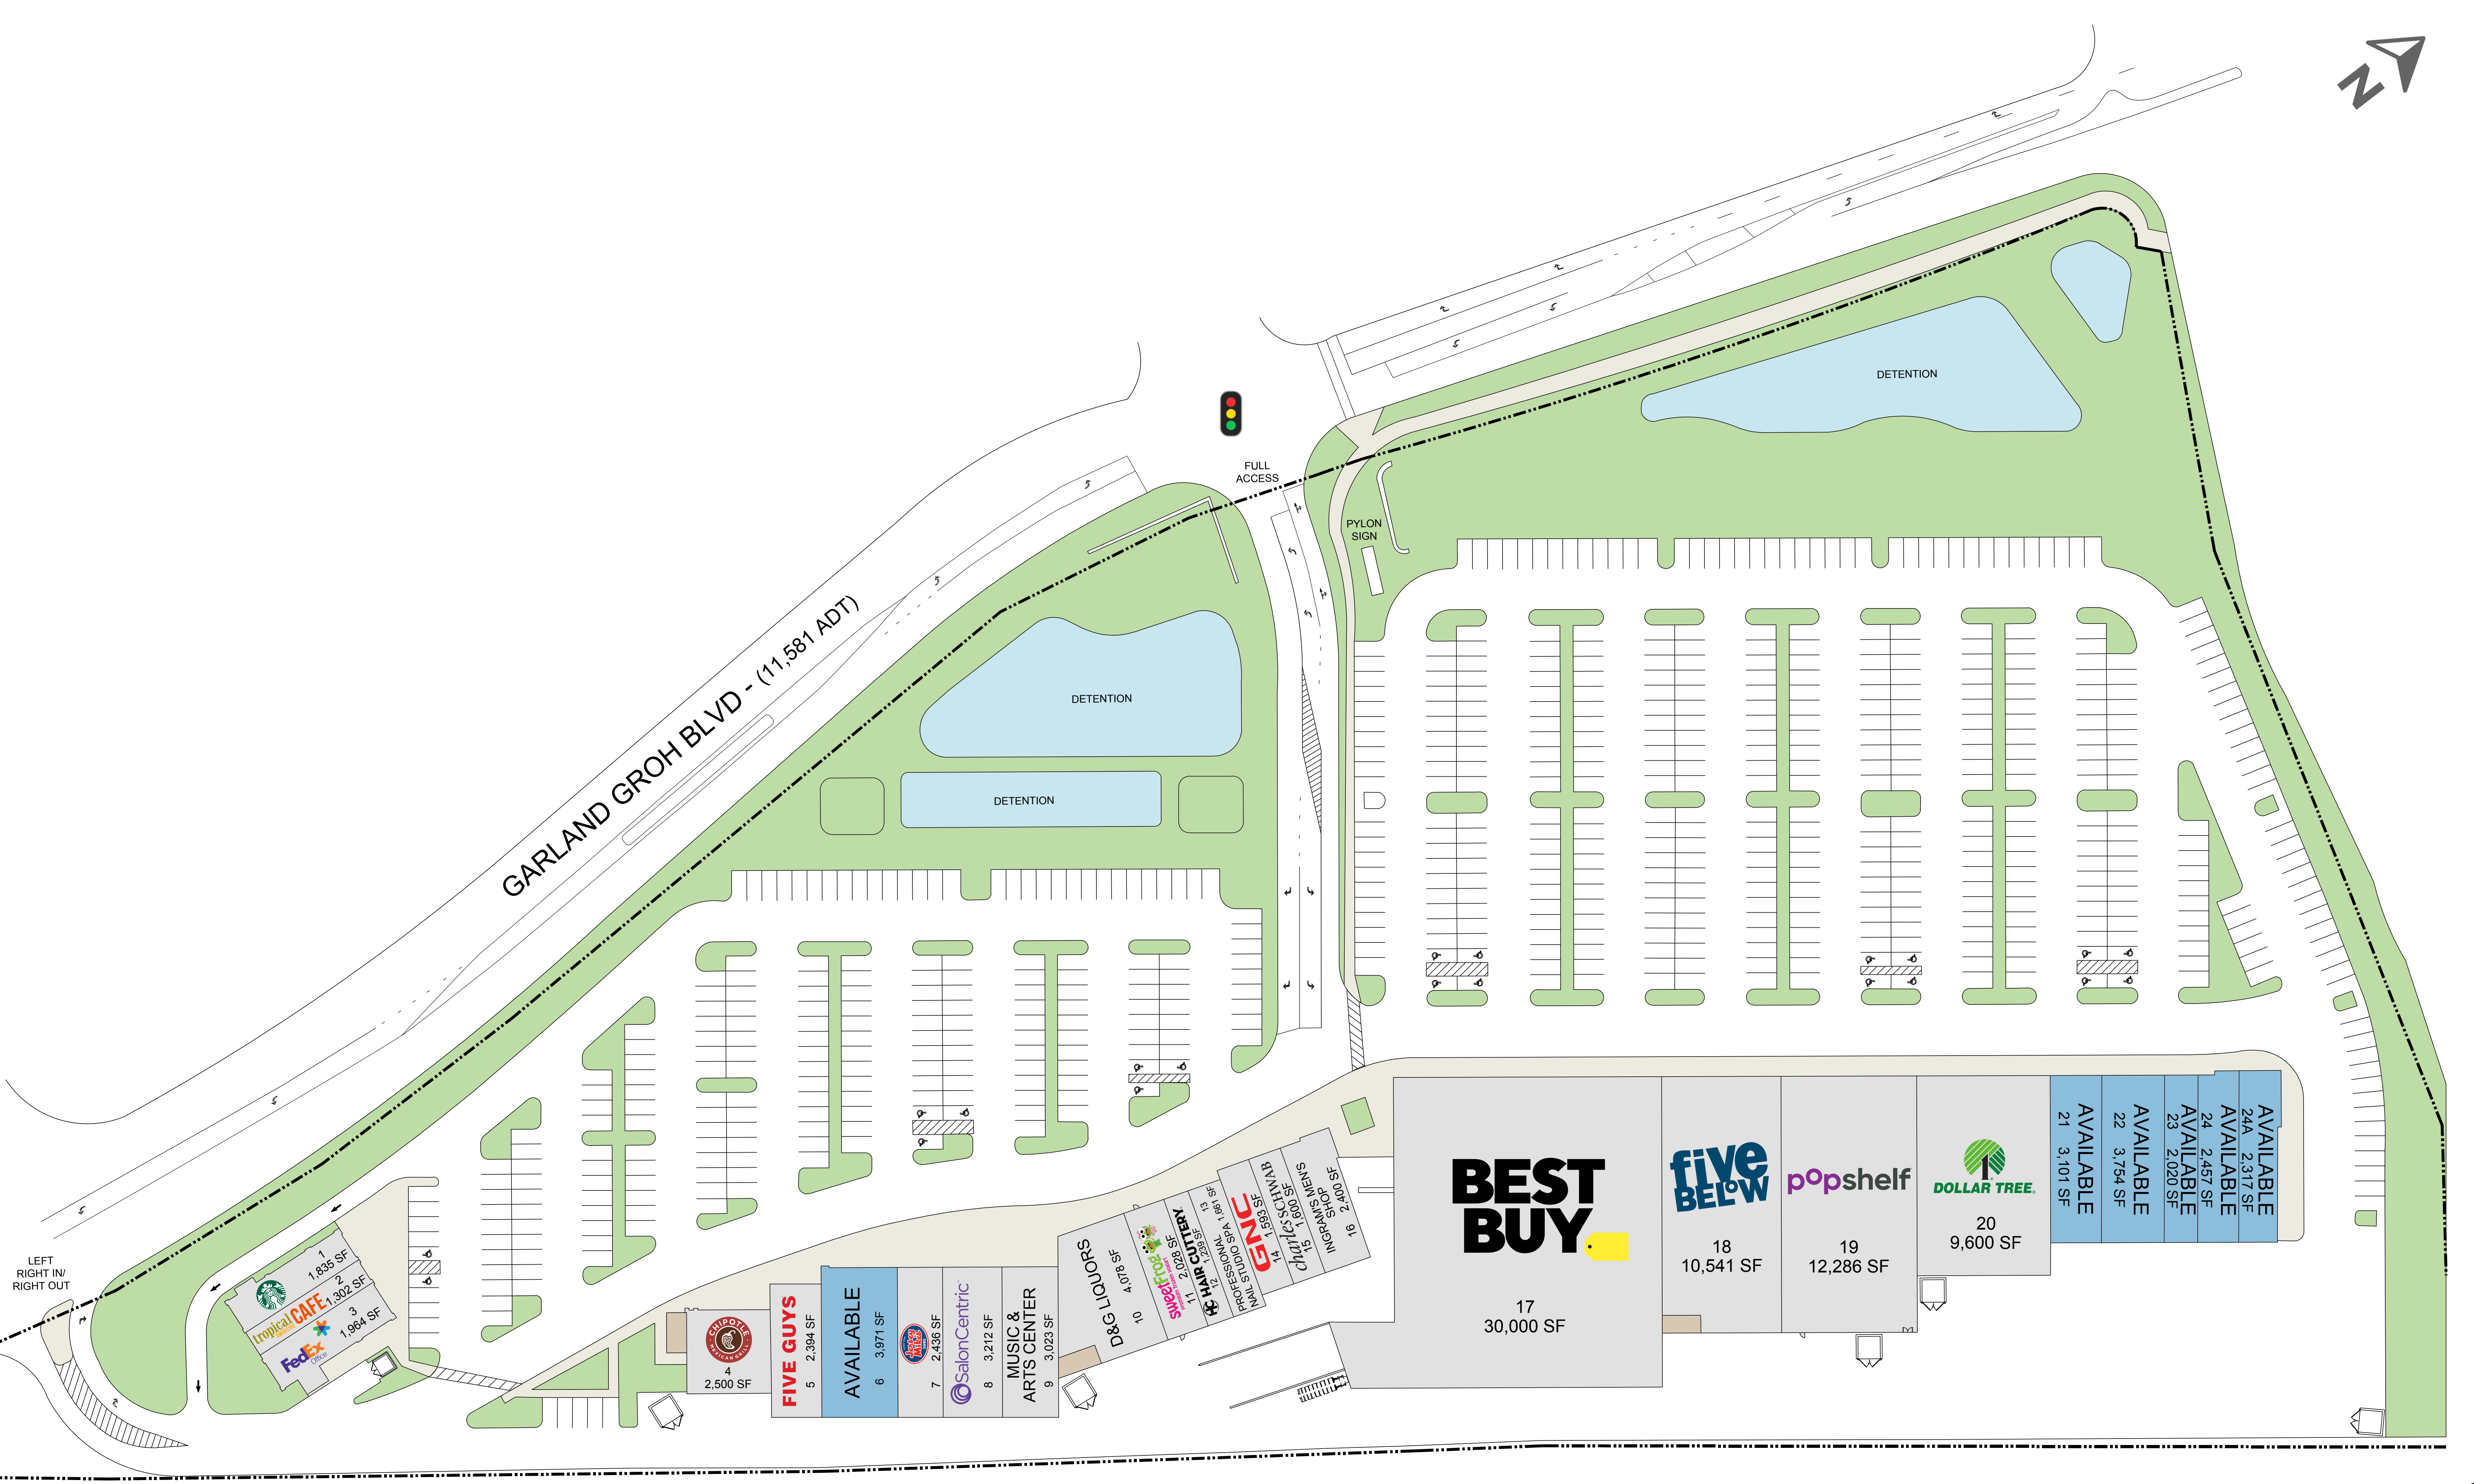 N
DETENTION
FULL
ACCESS
PYLON
SIGN
GARLAND GROH BLVD - (11,581 ADT)
DETENTION
DETENTION
LEFT
RIGHT IN/
RIGHT OUT
1
1,835 SF
tropical CAFE
2
1,302 SF
FedEx
Office
3
1,964 SF
CHIPOTLE
MEXICAN GRILL
4
2,500 SF
FIVE GUYS
5 2,394 SF
AVAILABLE
6 3,971 SF
7 2,436 SF
SalonCentric
8 3,212 SF
MUSIC &
ARTS CENTER
9 3,023 SF
D&G LIQUORS
10 4,078 SF
sweetFrog
11 2,028 SF
HC HAIR CUTTERY.
12 1,239 SF
PROFESSIONAL 13
NAIL STUDIO SPA 1,661 SF
GNC
14 1,593 SF
Charles SCHWAB
15 1,600 SF
INGRAM'S MEN'S
SHOP
16 2,400 SF
BEST
BUY
17
30,000 SF
five
BELOW
18
10,541 SF
popshelf
19
12,286 SF
DOLLAR TREE.
20
9,600 SF
AVAILABLE
21 3,101 SF
AVAILABLE
22 3,754 SF
AVAILABLE
23 2,020 SF
AVAILABLE
24 2,457 SF
AVAILABLE
24A 2,317 SF